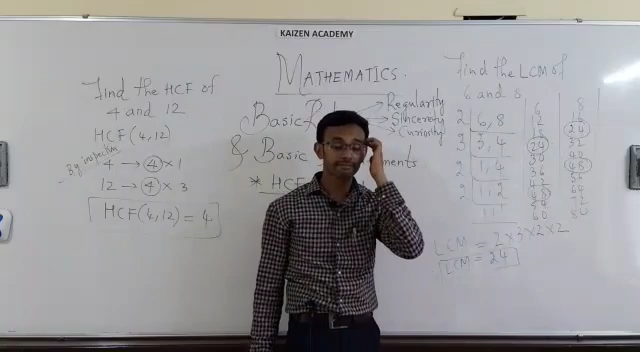 KAIZEN ACADEMY
Find the HCF of
4 and 12
HCF (4,12)
By inspection
4 → 4 × 1
12 → 4 × 3
HCF(4,12) = 4
MATHEMATICS.
Basic
Regularity
Sincerety
Curiosity
& Basic
* HCF
Find the LCM of
6 and 8
2 6, 8
3 3, 4
2 1, 4
2 1, 2
1 1
6
12
18
24
30
36
42
48
54
60
8
16
24
32
40
48
56
64
72
80
LCM = 2×3×2×2
LCM = 24